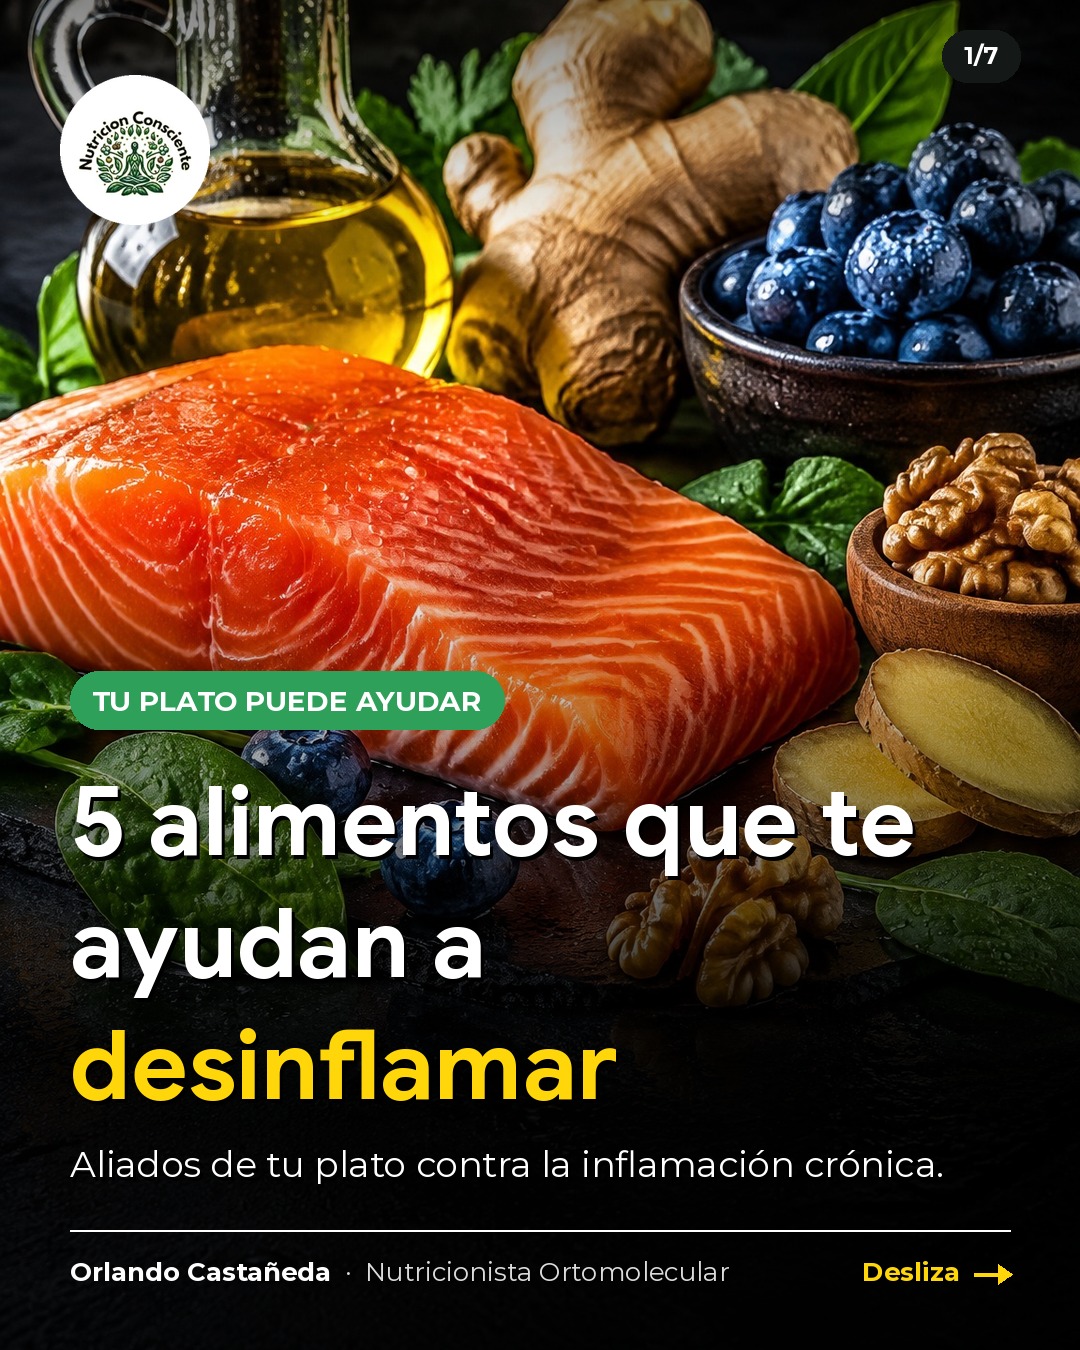 1/7
Nutricion Consciente
TU PLATO PUEDE AYUDAR
5 alimentos que te
ayudan a
desinflamar
Aliados de tu plato contra la inflamación crónica.
Orlando Castañeda · Nutricionista Ortomolecular
Desliza →